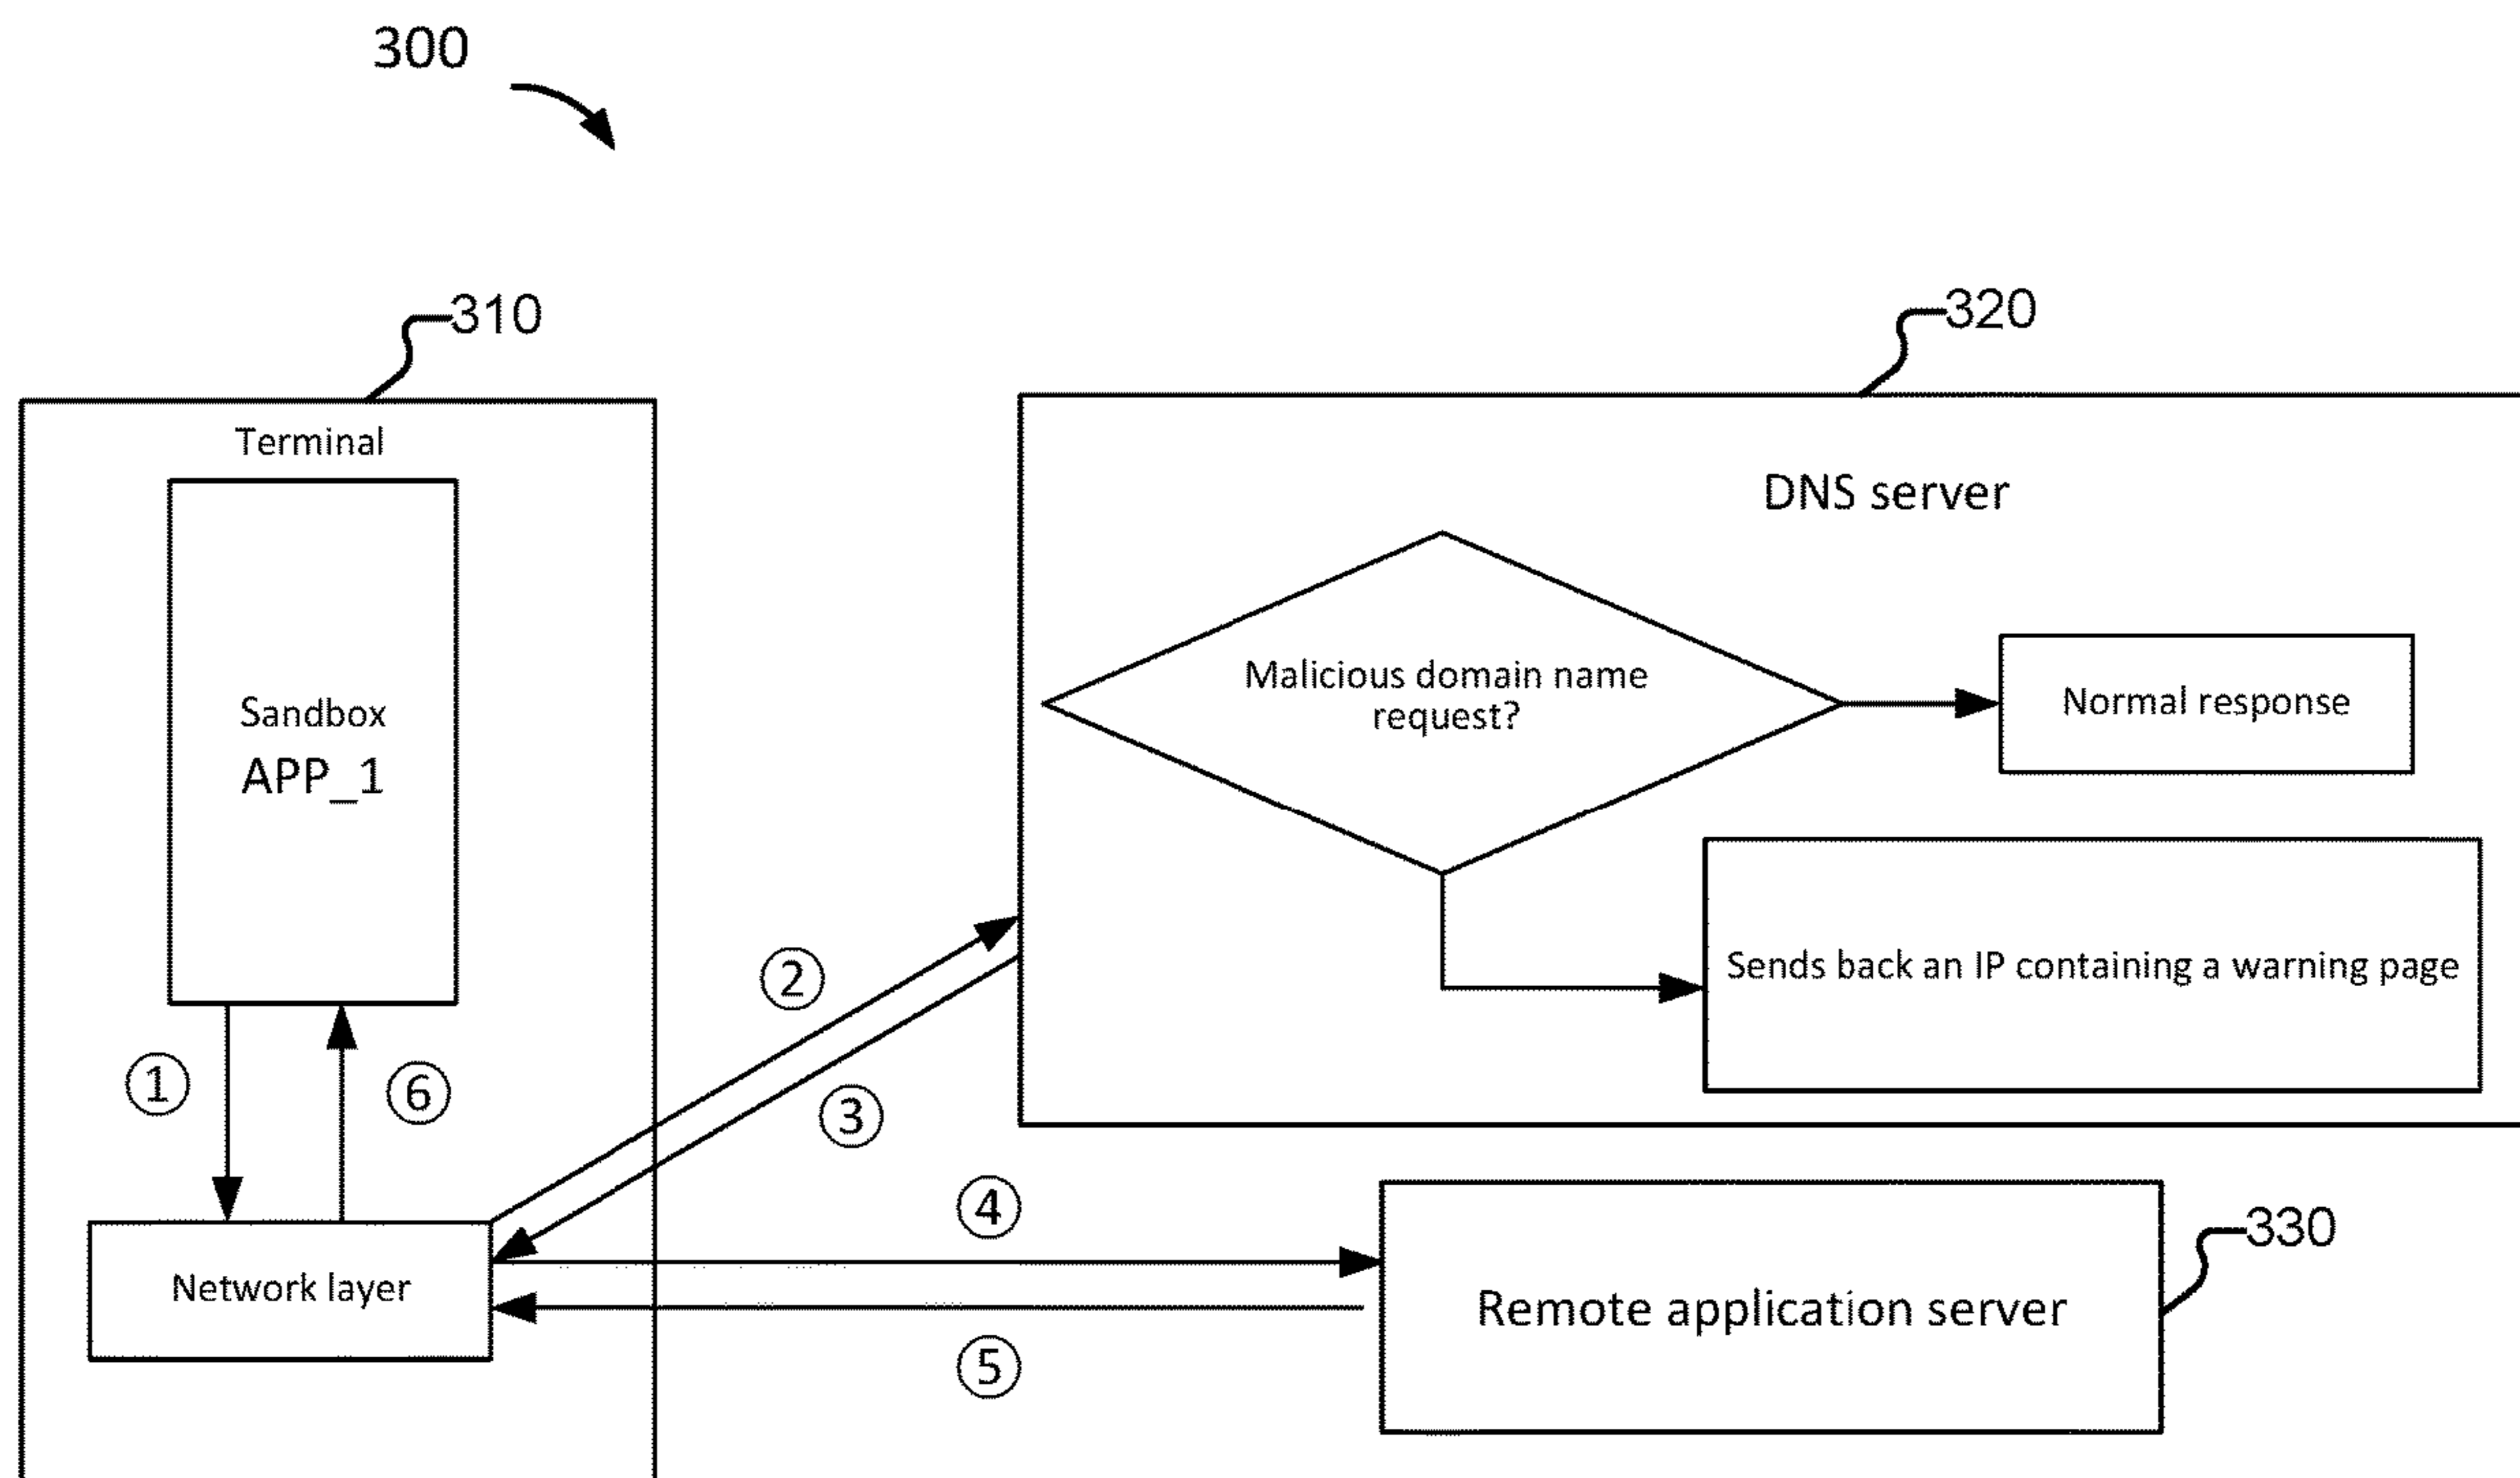 300
310
320
Terminal
DNS server
Sandbox
APP_1
Malicious domain name
request?
Normal response
Sends back an IP containing a warning page
①
⑥
②
③
④
⑤
Network layer
Remote application server
330